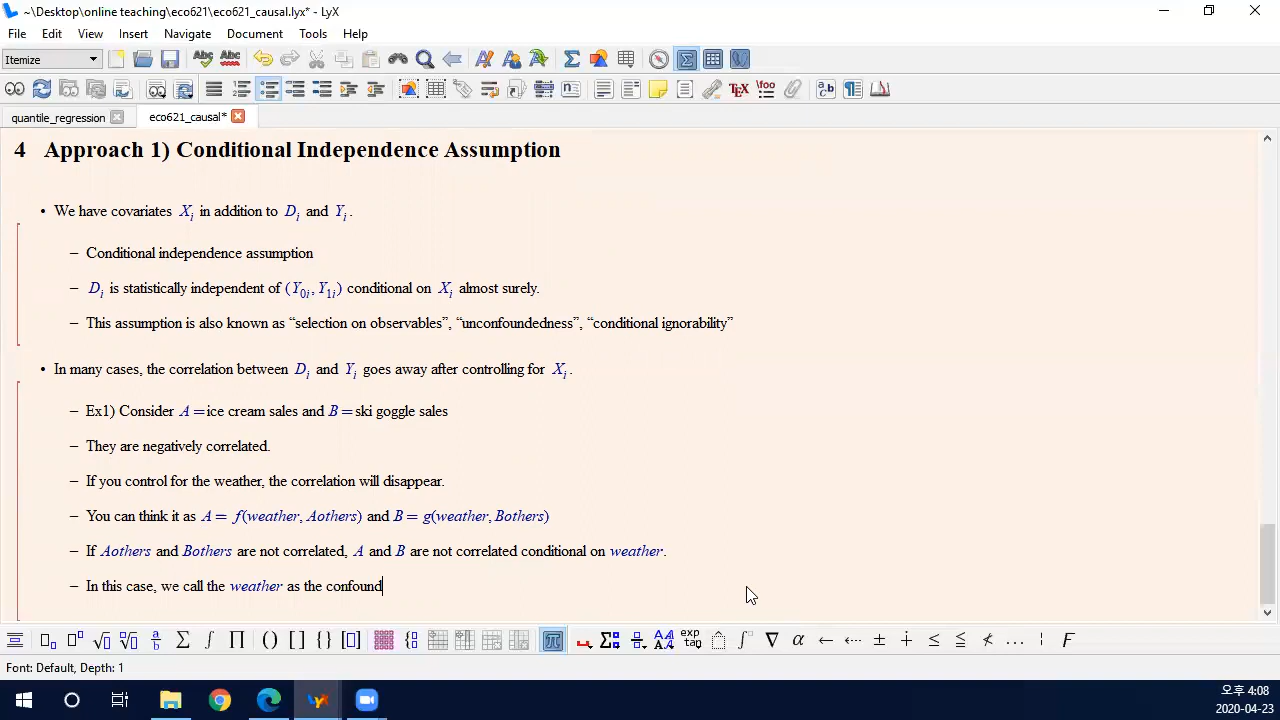 ~\Desktop\online teaching\eco621\eco621_causal.lyx* - LyX
File Edit View Insert Navigate Document Tools Help
Itemize
quantile_regression eco621_causal*
4 Approach 1) Conditional Independence Assumption
• We have covariates Xᵢ in addition to Dᵢ and Yᵢ.
– Conditional independence assumption
– Dᵢ is statistically independent of (Y₀ᵢ, Y₁ᵢ) conditional on Xᵢ almost surely.
– This assumption is also known as “selection on observables”, “unconfoundedness”, “conditional ignorability”
• In many cases, the correlation between Dᵢ and Yᵢ goes away after controlling for Xᵢ.
– Ex1) Consider A = ice cream sales and B = ski goggle sales
– They are negatively correlated.
– If you control for the weather, the correlation will disappear.
– You can think it as A = f(weather, Aothers) and B = g(weather, Bothers)
– If Aothers and Bothers are not correlated, A and B are not correlated conditional on weather.
– In this case, we call the weather as the confound
Font: Default, Depth: 1
오후 4:08
2020-04-23